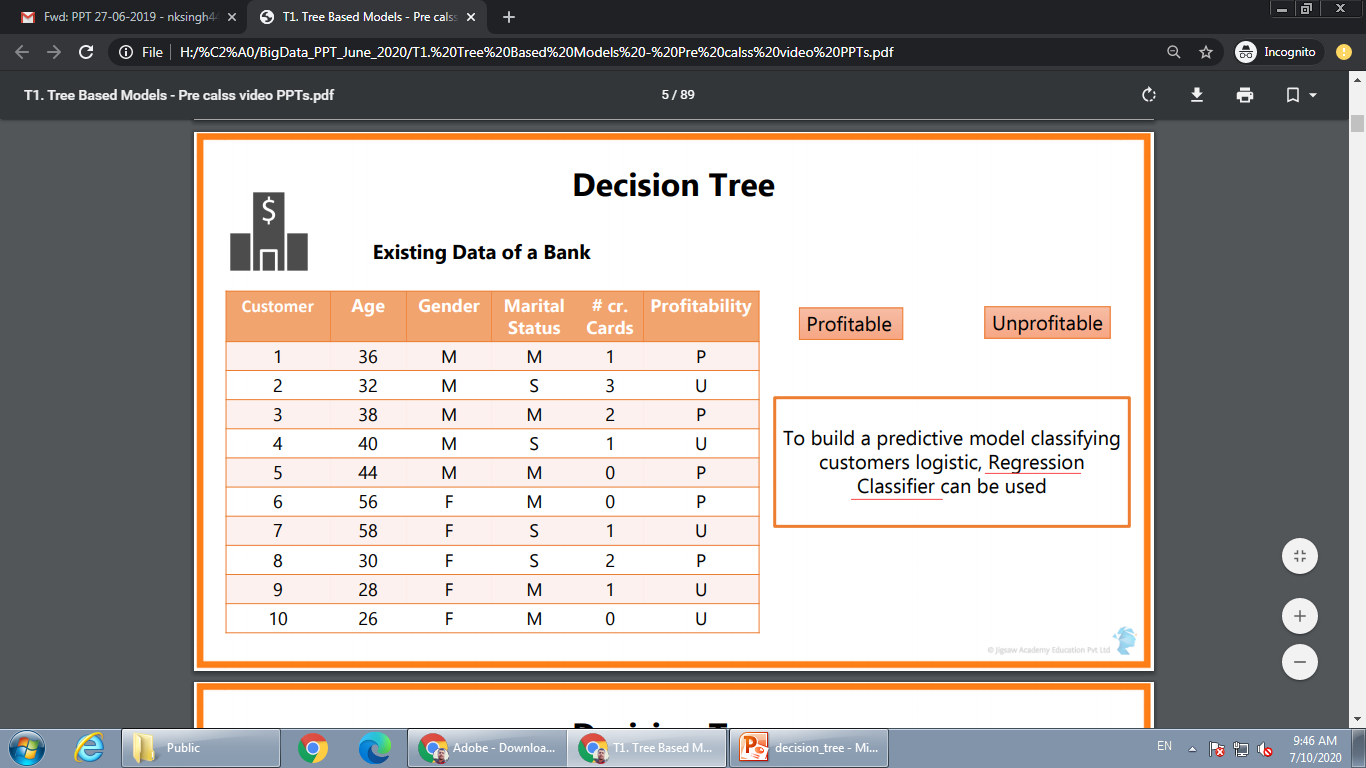 Fwd: PPT 27-06-2019 - nksingh44
T1. Tree Based Models - Pre calss
File
H:/%C2%A0/BigData_PPT_June_2020/T1.%20Tree%20Based%20Models%20-%20Pre%20calss%20video%20PPTs.pdf
Incognito
T1. Tree Based Models - Pre calss video PPTs.pdf
5 / 89
Decision Tree
$
Existing Data of a Bank
Customer Age Gender Marital Status # cr. Cards Profitability
1 36 M M 1 P
2 32 M S 3 U
3 38 M M 2 P
4 40 M S 1 U
5 44 M M 0 P
6 56 F M 0 P
7 58 F S 1 U
8 30 F S 2 P
9 28 F M 1 U
10 26 F M 0 U
Profitable
Unprofitable
To build a predictive model classifying
customers logistic, Regression
Classifier can be used
© Jigsaw Academy Education Pvt Ltd
Decision Tree
Public
Adobe - Downloa...
T1. Tree Based M...
decision_tree - Mi...
EN
9:46 AM
7/10/2020